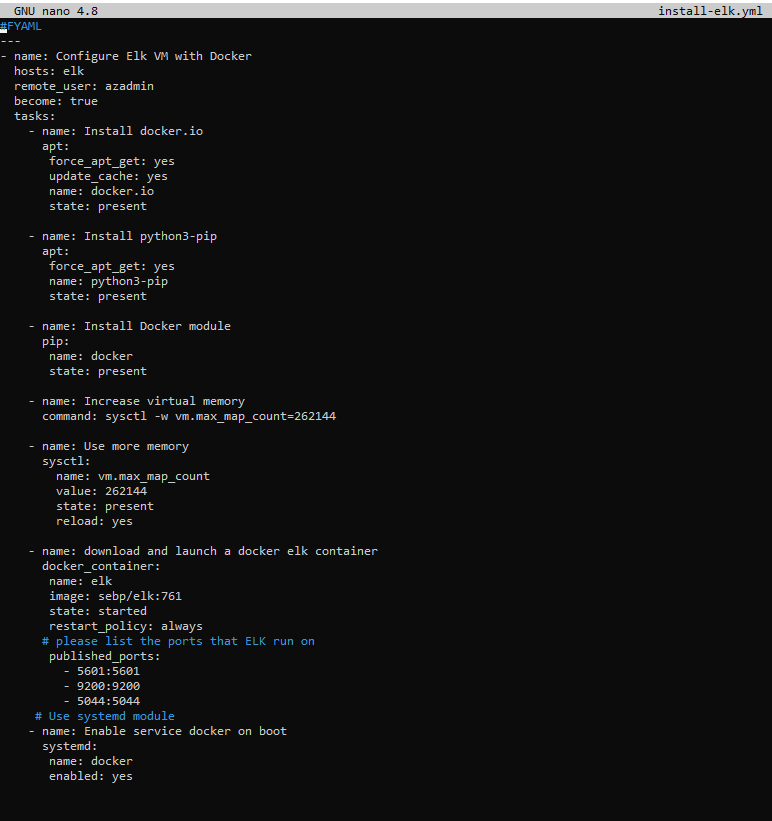 GNU nano 4.8 install-elk.yml
#FYAML
---
- name: Configure Elk VM with Docker
  hosts: elk
  remote_user: azadmin
  become: true
  tasks:
    - name: Install docker.io
      apt:
       force_apt_get: yes
       update_cache: yes
       name: docker.io
       state: present

    - name: Install python3-pip
      apt:
       force_apt_get: yes
       name: python3-pip
       state: present

    - name: Install Docker module
      pip:
       name: docker
       state: present

    - name: Increase virtual memory
      command: sysctl -w vm.max_map_count=262144

    - name: Use more memory
      sysctl:
        name: vm.max_map_count
        value: 262144
        state: present
        reload: yes

    - name: download and launch a docker elk container
      docker_container:
       name: elk
       image: sebp/elk:761
       state: started
       restart_policy: always
      # please list the ports that ELK run on
       published_ports:
         - 5601:5601
         - 9200:9200
         - 5044:5044
     # Use systemd module
    - name: Enable service docker on boot
      systemd:
       name: docker
       enabled: yes